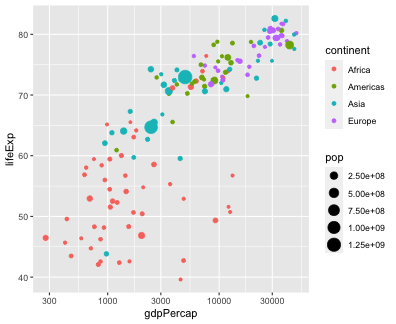 80
70
60
50
40
lifeExp
300
1000
3000
10000
30000
gdpPercap
continent
Africa
Americas
Asia
Europe
pop
2.50e+08
5.00e+08
7.50e+08
1.00e+09
1.25e+09